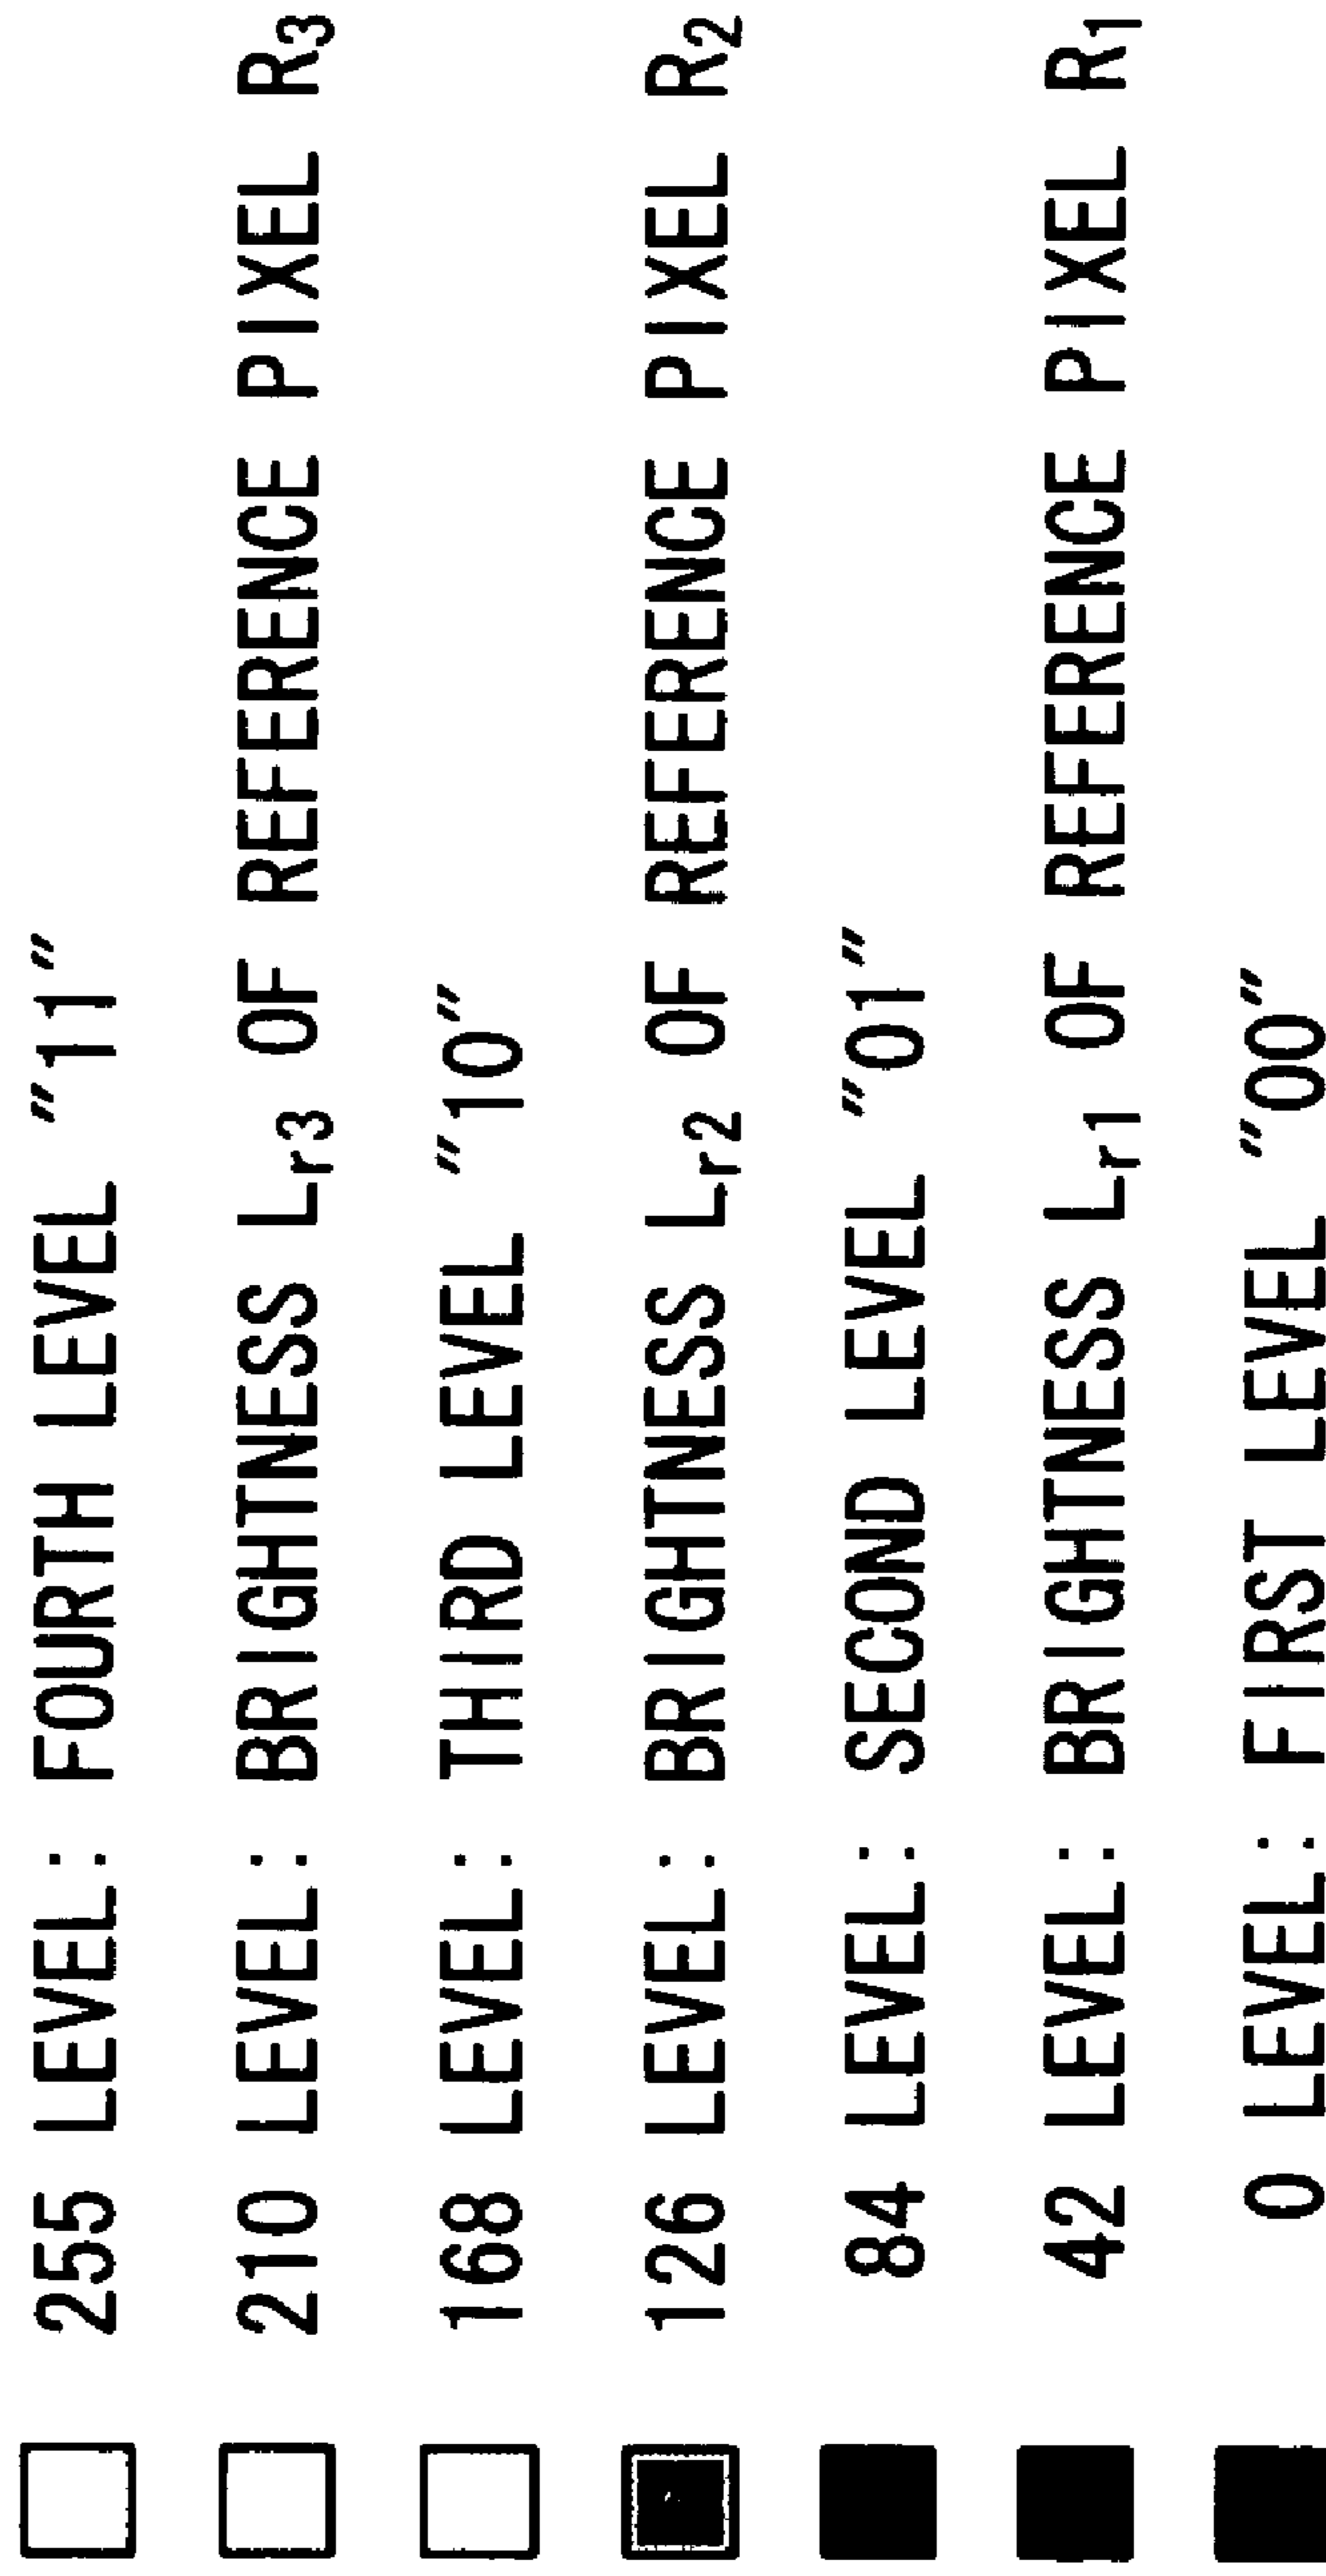 255 LEVEL: FOURTH LEVEL "11"
210 LEVEL: BRIGHTNESS Lr3 OF REFERENCE PIXEL R3
168 LEVEL: THIRD LEVEL "10"
126 LEVEL: BRIGHTNESS Lr2 OF REFERENCE PIXEL R2
84 LEVEL: SECOND LEVEL "01"
42 LEVEL: BRIGHTNESS Lr1 OF REFERENCE PIXEL R1
0 LEVEL: FIRST LEVEL "00"